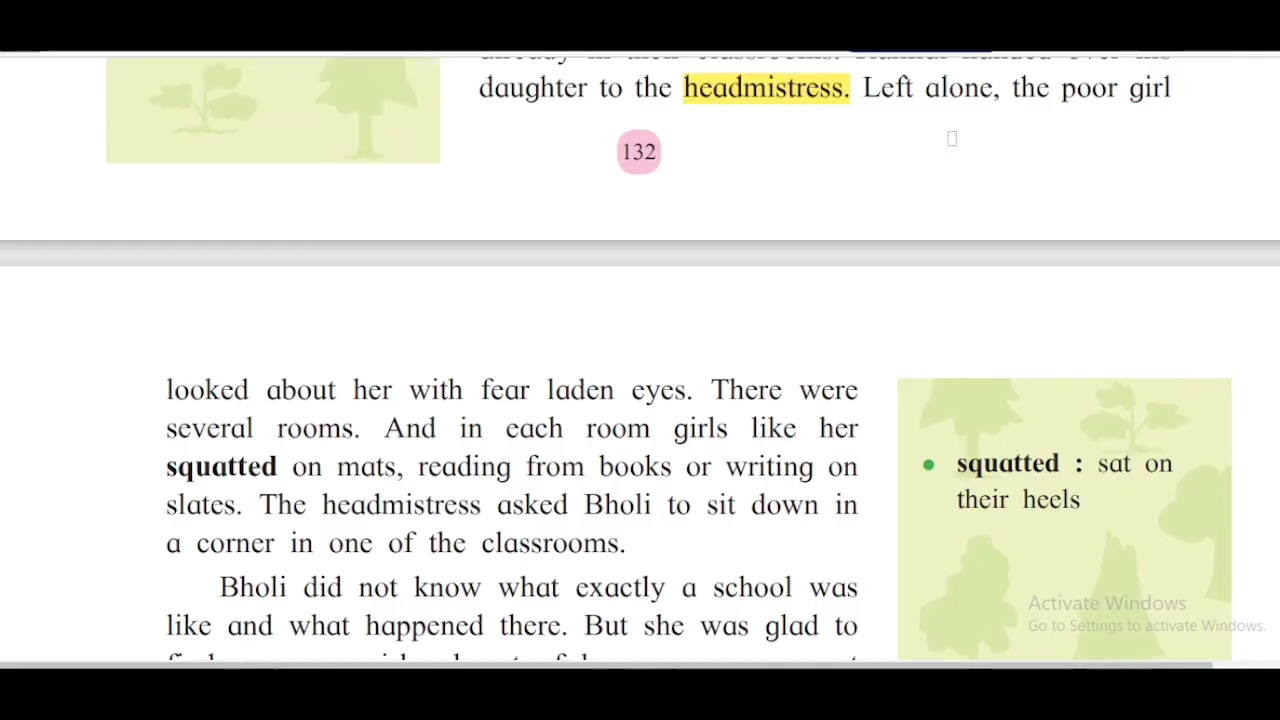 daughter to the headmistress. Left alone, the poor girl
132
looked about her with fear laden eyes. There were
several rooms. And in each room girls like her
squatted on mats, reading from books or writing on
slates. The headmistress asked Bholi to sit down in
a corner in one of the classrooms.
Bholi did not know what exactly a school was
like and what happened there. But she was glad to
• squatted : sat on
their heels
Activate Windows
Go to Settings to activate Windows.